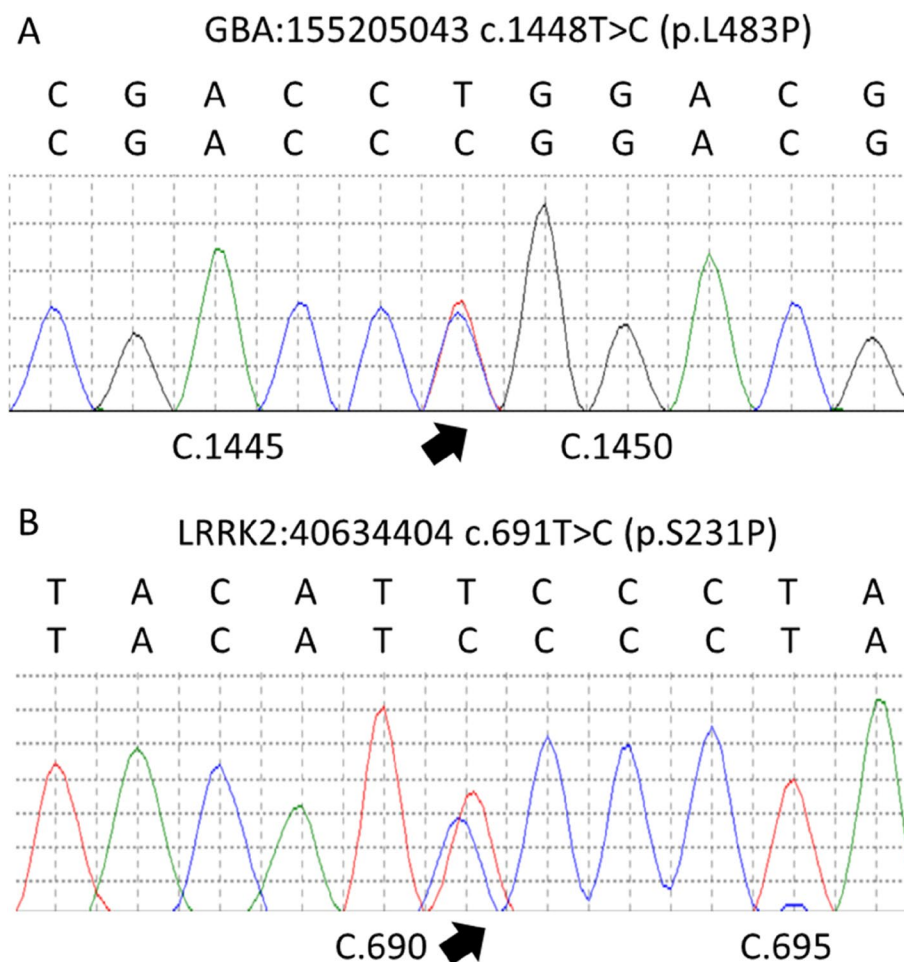 A
GBA:155205043 c.1448T>C (p.L483P)
C G A C C T G G A C G
C G A C C C G G A C G
C.1445 C.1450
B
LRRK2:40634404 c.691T>C (p.S231P)
T A C A T T C C C T A
T A C A T C C C C T A
C.690 C.695